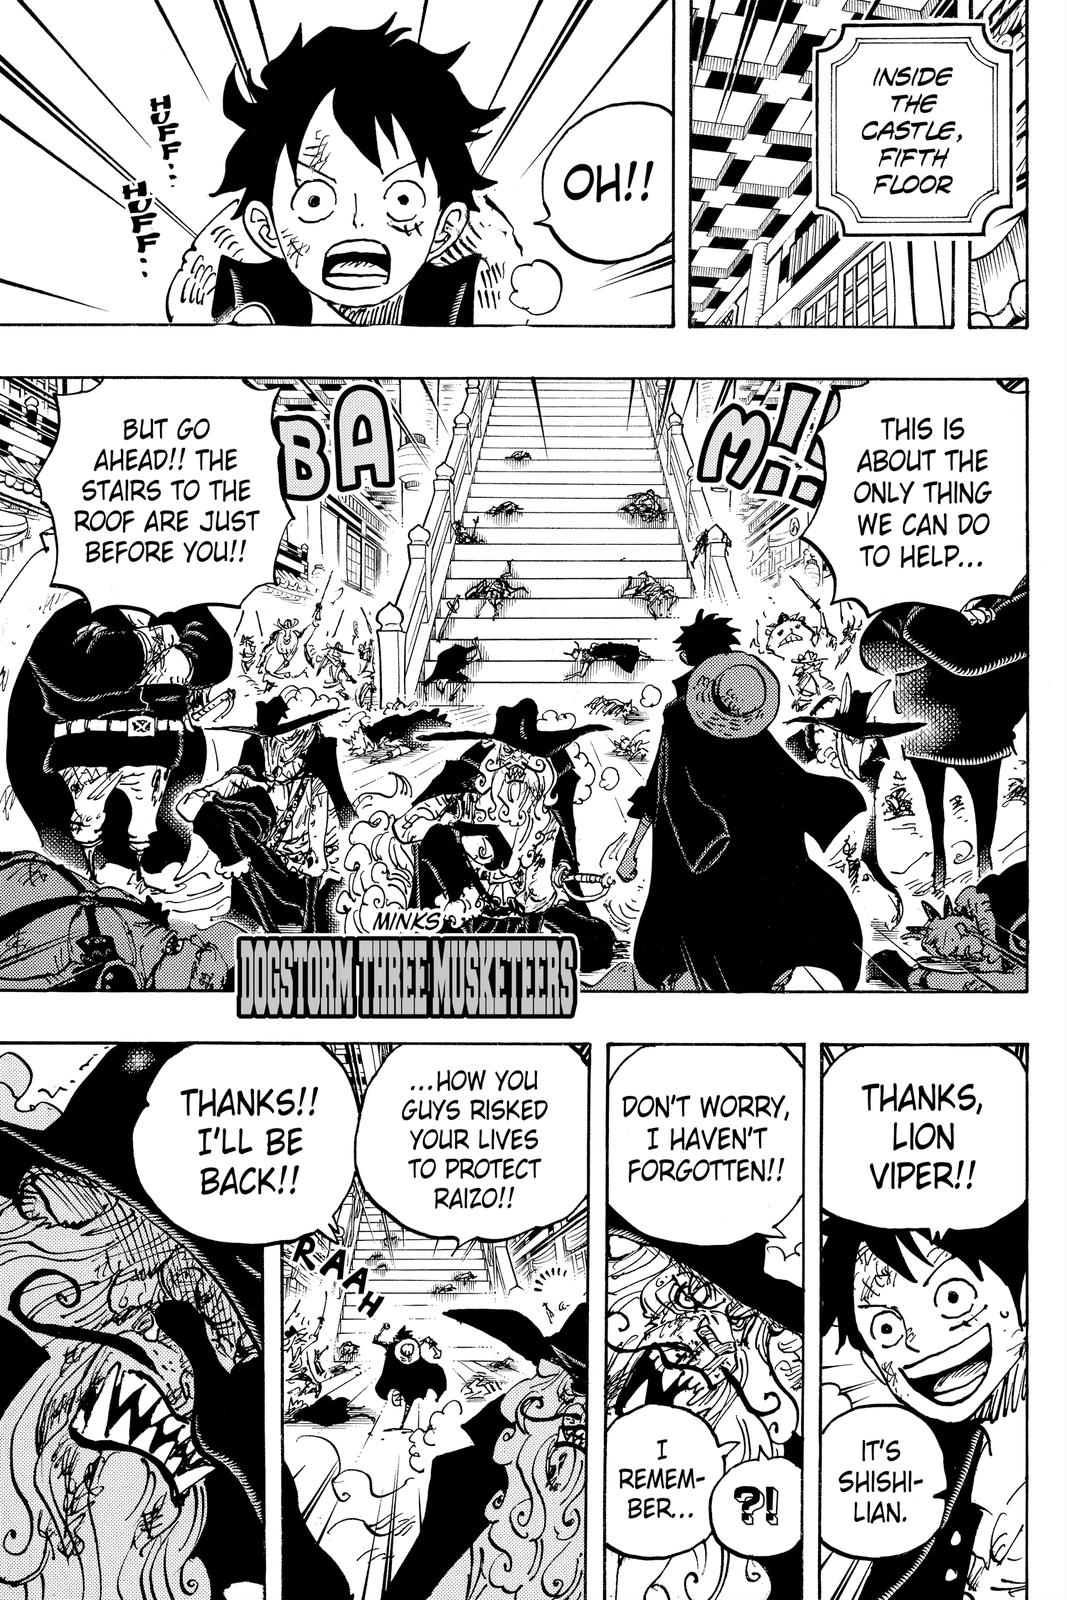 INSIDE
THE
CASTLE,
FIFTH
FLOOR
OH!!
HUFF..
HUFF..
THIS IS
ABOUT THE
ONLY THING
WE CAN DO
TO HELP...
BUT GO
AHEAD!! THE
STAIRS TO THE
ROOF ARE JUST
BEFORE YOU!!
BAM!!
MINKS
DOGSTORM THREE MUSKETEERS
THANKS,
LION
VIPER!!
IT'S
SHISHI-
LIAN.
DON'T WORRY,
I HAVEN'T
FORGOTTEN!!
?!
I
REMEM-
BER...
...HOW YOU
GUYS RISKED
YOUR LIVES
TO PROTECT
RAIZO!!
RAAH
THANKS!!
I'LL BE
BACK!!